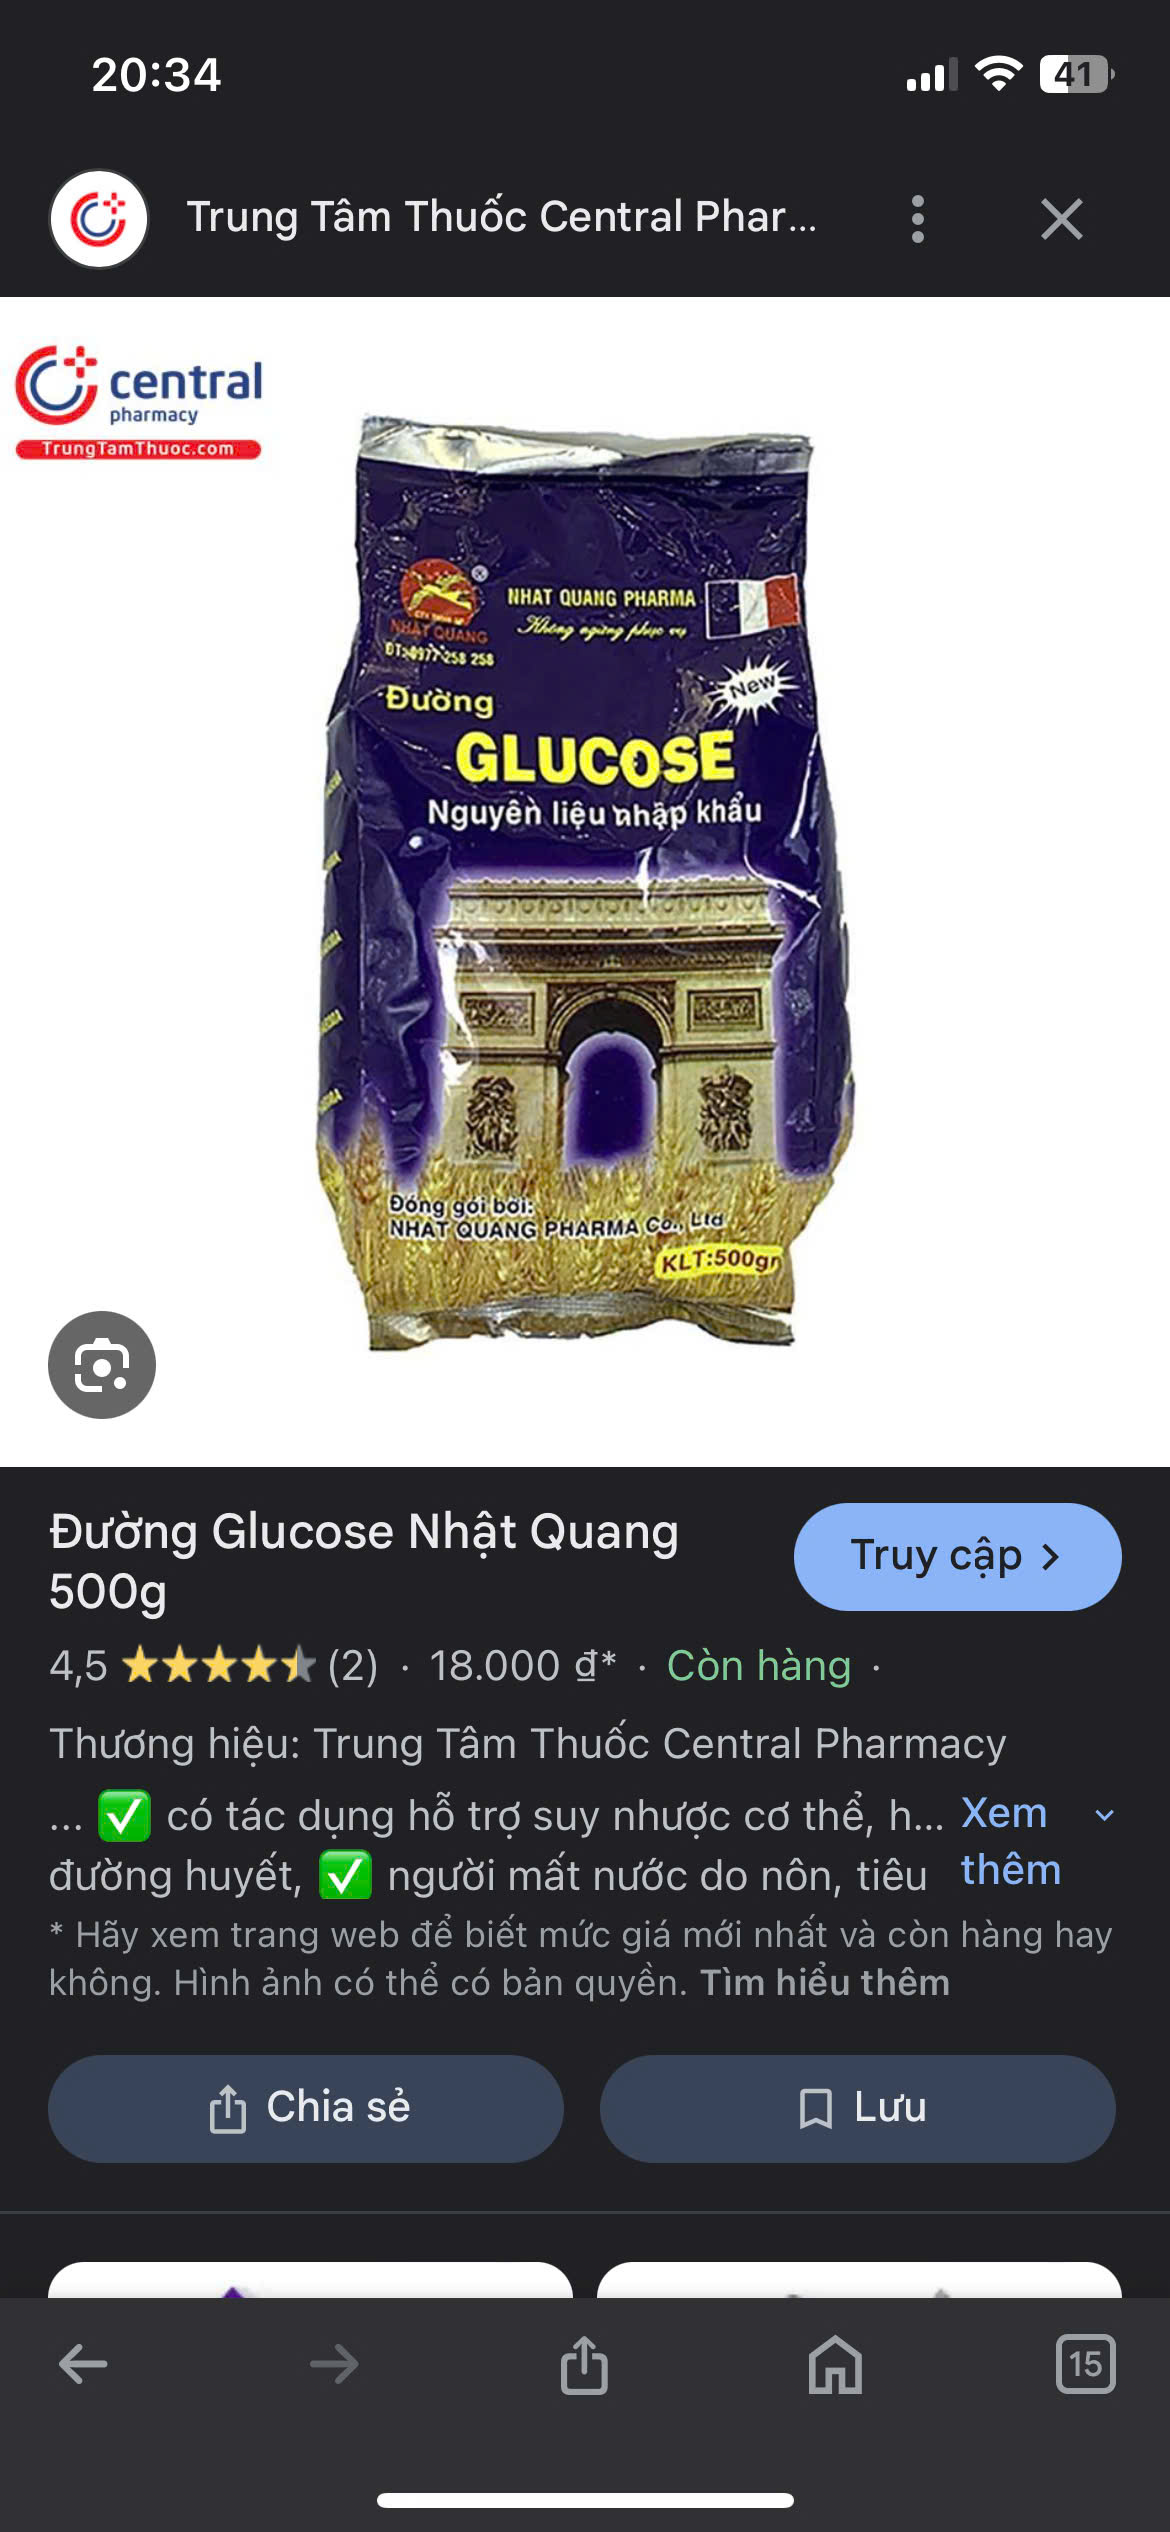 20:34
41
Trung Tâm Thuốc Central Phar...
central
pharmacy
TrungTamThuoc.com
NHAT QUANG PHARMA
Không ngừng phục vụ
NHAT QUANG
ĐT:0977 258 258
New
Đường
GLUCOSE
Nguyên liệu nhập khẩu
Đóng gói bởi:
NHAT QUANG PHARMA Co., Ltd
KLT:500gr
Đường Glucose Nhật Quang
500g
Truy cập
4,5 ★★★★★ (2) · 18.000 ₫* · Còn hàng ·
Thương hiệu: Trung Tâm Thuốc Central Pharmacy
... ✅ có tác dụng hỗ trợ suy nhược cơ thể, h... Xem
đường huyết, ✅ người mất nước do nôn, tiêu thêm
* Hãy xem trang web để biết mức giá mới nhất và còn hàng hay
không. Hình ảnh có thể có bản quyền. Tìm hiểu thêm
Chia sẻ
Lưu
15